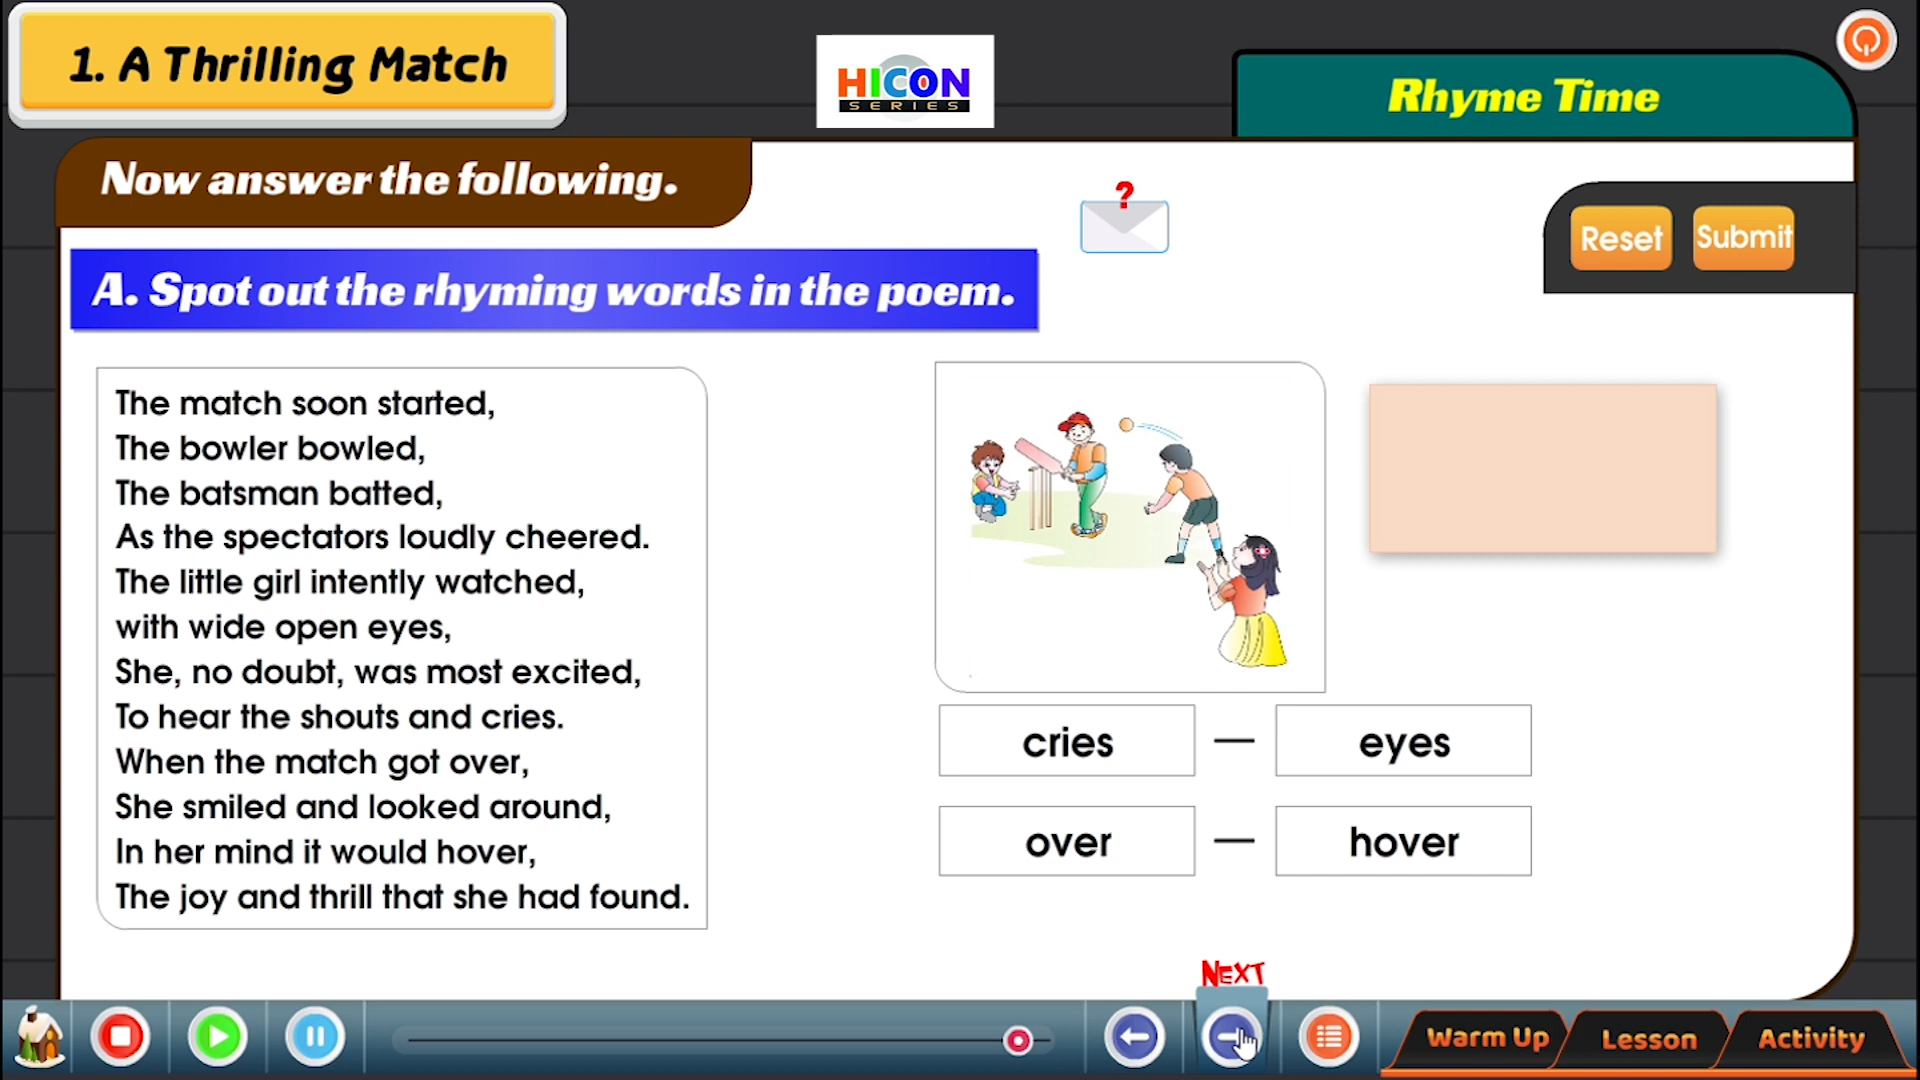 1. A Thrilling Match
HICON
SERIES
Rhyme Time
Now answer the following.
?
Reset
Submit
A. Spot out the rhyming words in the poem.
The match soon started,
The bowler bowled,
The batsman batted,
As the spectators loudly cheered.
The little girl intently watched,
with wide open eyes,
She, no doubt, was most excited,
To hear the shouts and cries.
When the match got over,
She smiled and looked around,
In her mind it would hover,
The joy and thrill that she had found.
cries — eyes
over — hover
NEXT
Warm Up
Lesson
Activity